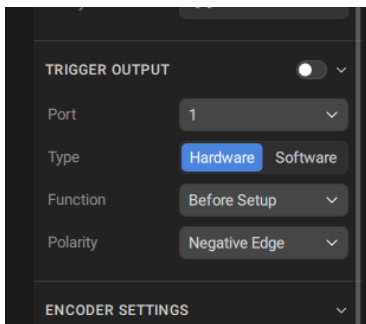 TRIGGER OUTPUT
Port 1
Type Hardware Software
Function Before Setup
Polarity Negative Edge
ENCODER SETTINGS